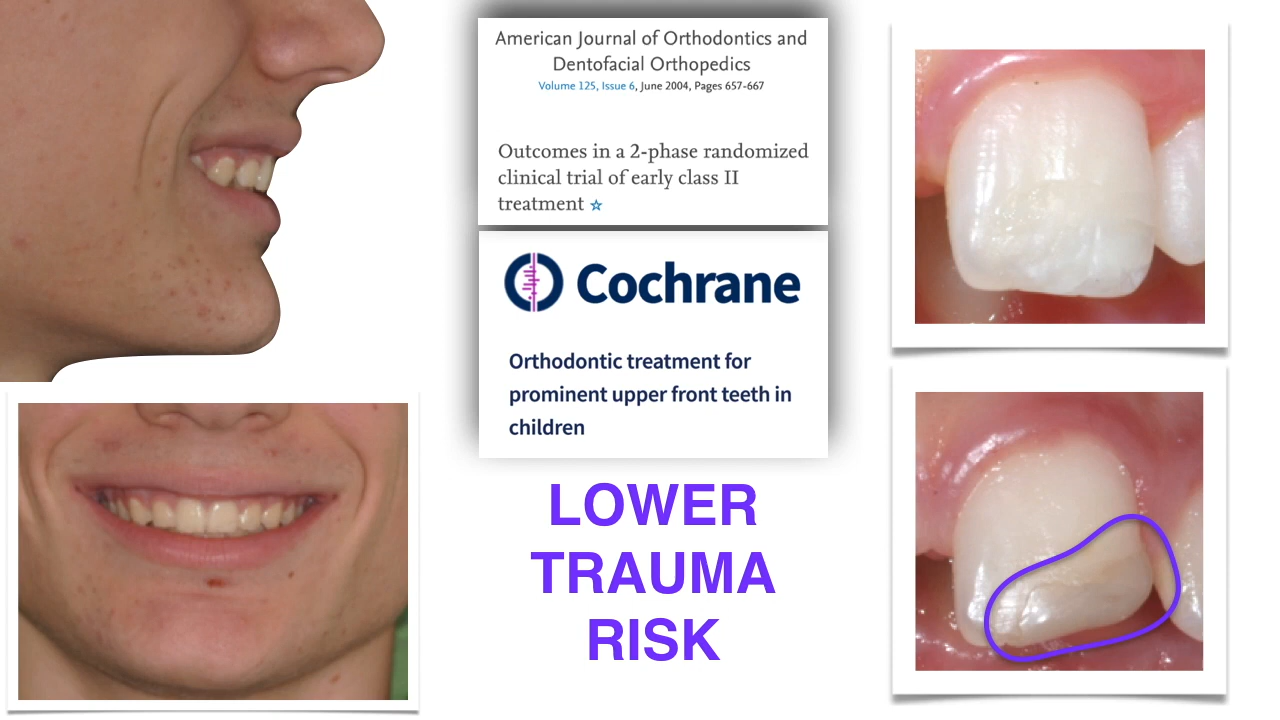 American Journal of Orthodontics and
Dentofacial Orthopedics
Volume 125, Issue 6, June 2004, Pages 657-667
Outcomes in a 2-phase randomized
clinical trial of early class II
treatment ☆
Cochrane
Orthodontic treatment for
prominent upper front teeth in
children
LOWER
TRAUMA
RISK